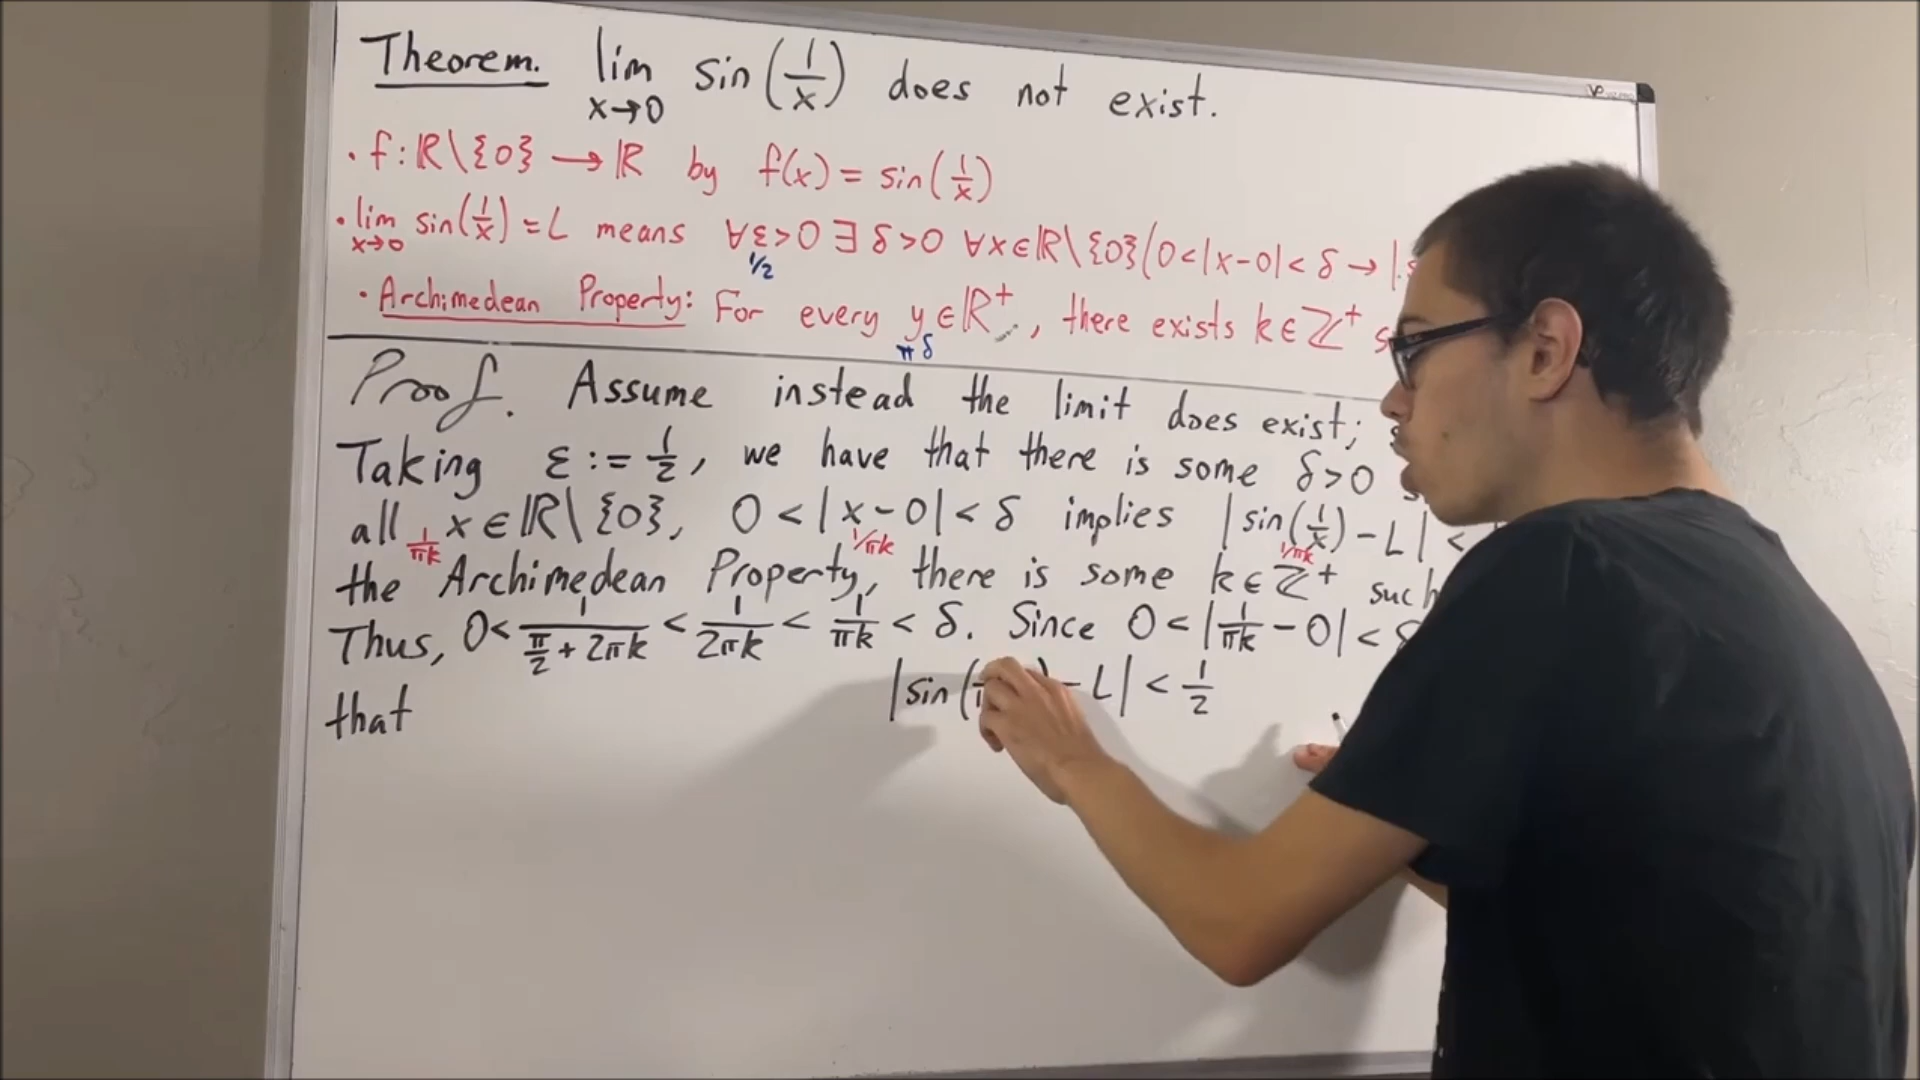 Theorem. lim x→0 sin(1/x) does not exist.
• f: ℝ\{0} → ℝ by f(x) = sin(1/x)
• lim x→0 sin(1/x) = L means ∀ε>0 ∃ δ>0 ∀x∈ℝ\{0}(0<|x-0|<δ → |
1/2
• Archimedean Property: For every y∈ℝ⁺, there exists k∈ℤ⁺
πδ
Proof. Assume instead the limit does exist;
Taking ε := 1/2, we have that there is some δ>0
all x∈ℝ\{0}, 0<|x-0|<δ implies |sin(1/x)-L|<
1/πk 1/πk 1/πk
the Archimedean Property, there is some k∈ℤ⁺ such
Thus, 0< 1/(π/2+2πk) < 1/2πk < 1/πk < δ. Since 0<|1/πk - 0|<
that |sin( ) - L| < 1/2